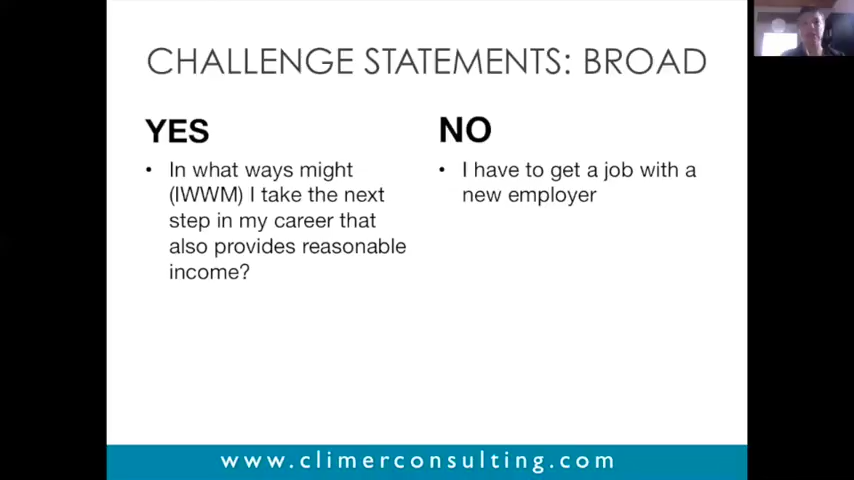 CHALLENGE STATEMENTS: BROAD
YES
• In what ways might
(IWWM) I take the next
step in my career that
also provides reasonable
income?
NO
• I have to get a job with a
new employer
www.climerconsulting.com